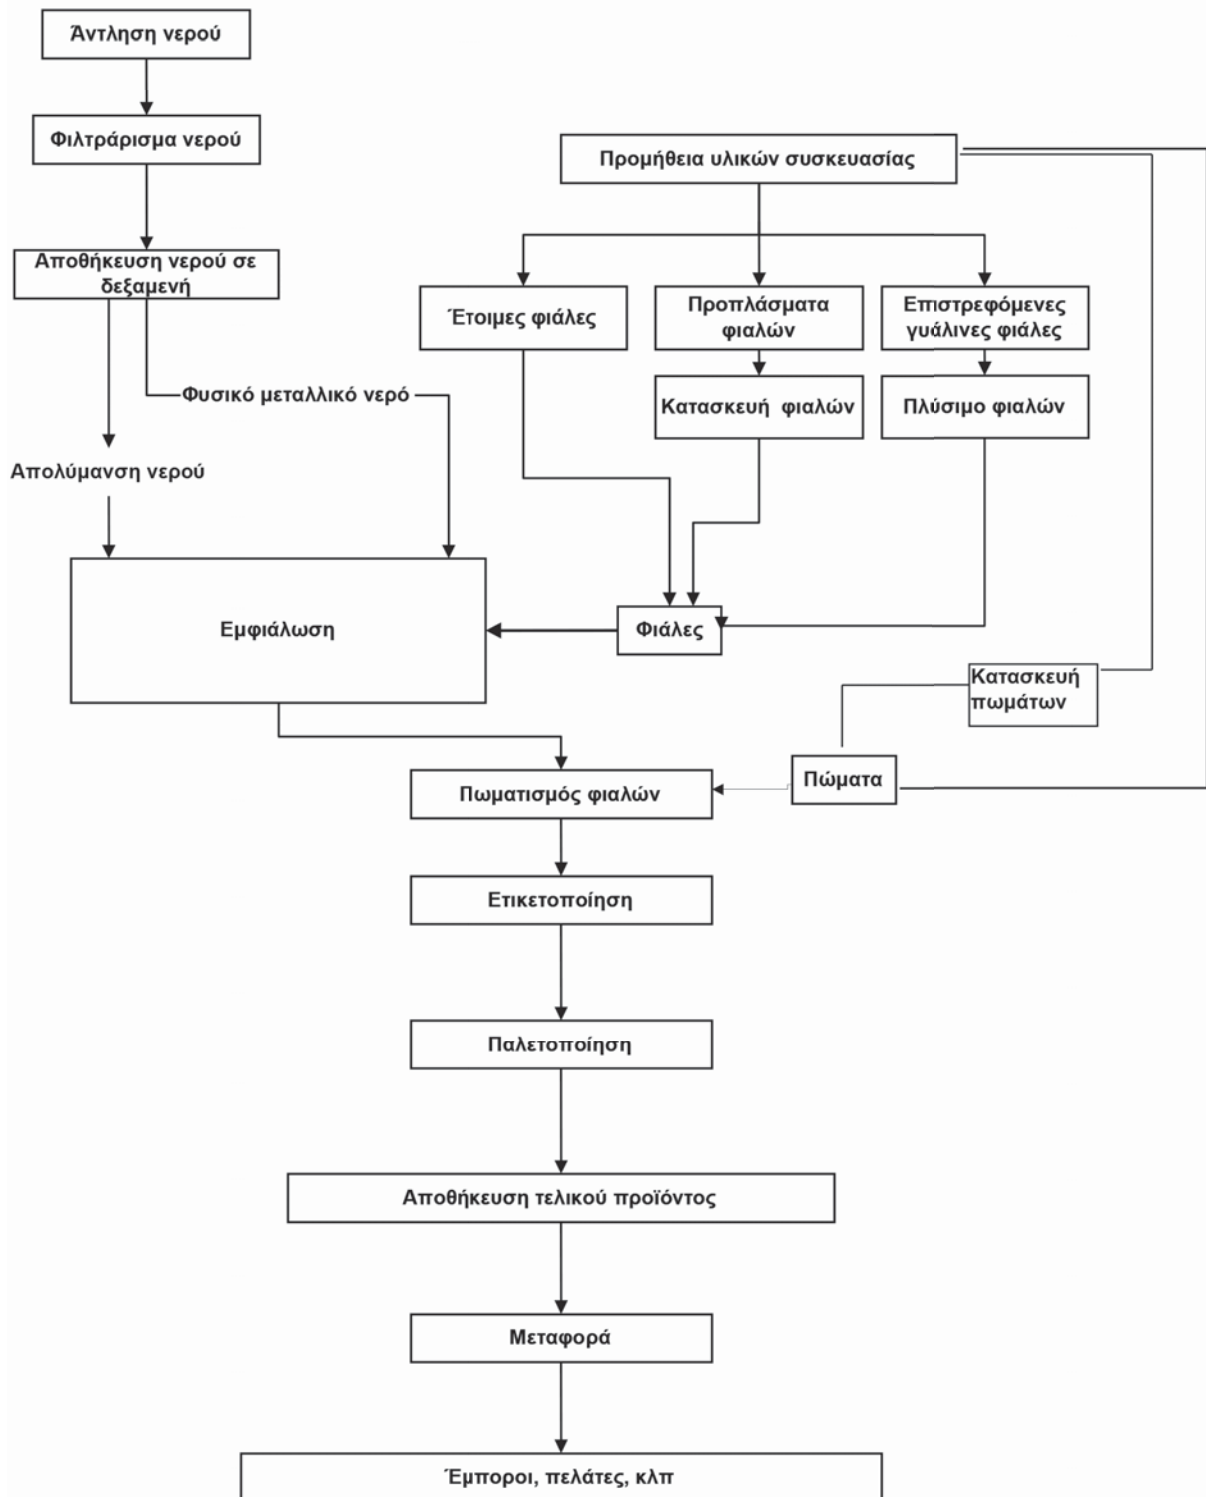 Άντληση νερού
Φιλτράρισμα νερού
Προμήθεια υλικών συσκευασίας
Αποθήκευση νερού σε
δεξαμενή
Έτοιμες φιάλες
Προπλάσματα
φιαλών
Επιστρεφόμενες
γυάλινες φιάλες
Φυσικό μεταλλικό νερό
Κατασκευή φιαλών
Πλύσιμο φιαλών
Απολύμανση νερού
Εμφιάλωση
Φιάλες
Κατασκευή
πωμάτων
Πωματισμός φιαλών
Πώματα
Ετικετοποίηση
Παλετοποίηση
Αποθήκευση τελικού προϊόντος
Μεταφορά
Έμποροι, πελάτες, κλπ